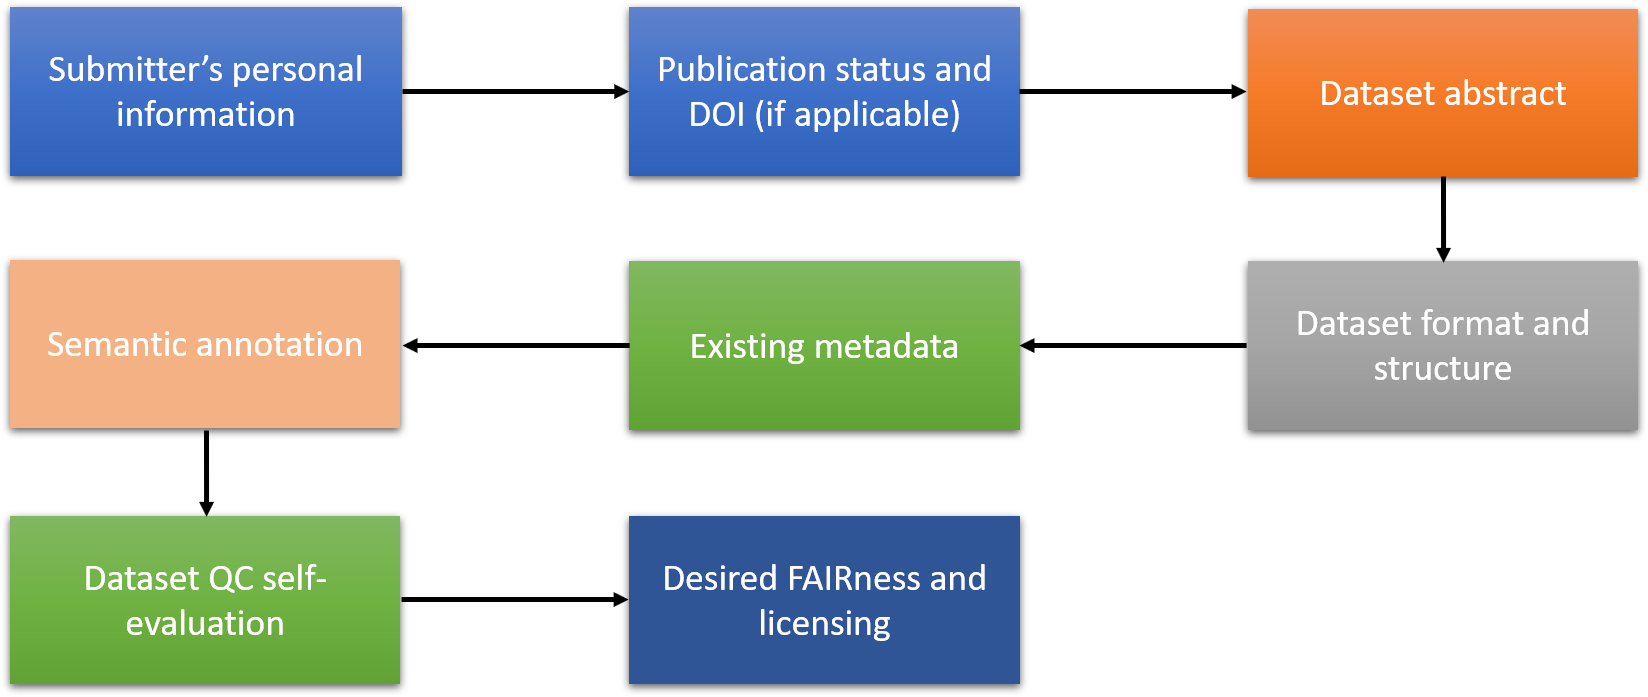 Submitter’s personal
information
Publication status and
DOI (if applicable)
Dataset abstract
Dataset format and
structure
Existing metadata
Semantic annotation
Dataset QC self-
evaluation
Desired FAIRness and
licensing